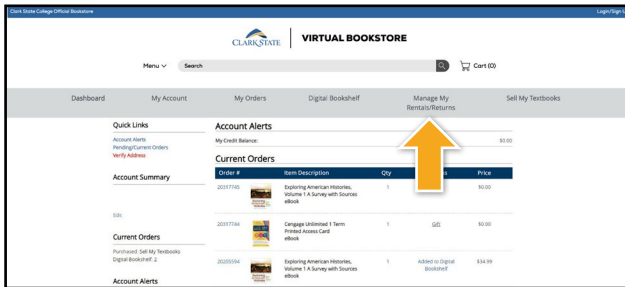 Clark State College Official Bookstore
Login/Sign
CLARK STATE
VIRTUAL BOOKSTORE
Menu
Search
Cart (0)
Dashboard
My Account
My Orders
Digital Bookshelf
Manage My
Rentals/Returns
Sell My Textbooks
Quick Links
Account Alerts
Pending/Current Orders
Verify Address
Account Summary
Edit
Current Orders
Purchased: Sell My Textbooks
Digital Bookshelf: 2
Account Alerts
Account Alerts
My Credit Balance:
$0.00
Current Orders
Order #
Item Description
Qty
Price
20317745
Exploring American Histories,
Volume 1 A Survey with Sources
eBook
1
$0.00
20317744
Cengage Unlimited 1 Term
Printed Access Card
eBook
1
Gift
$0.00
20205594
Exploring American Histories,
Volume 1 A Survey with Sources
eBook
1
Added to Digital
Bookshelf
$34.99